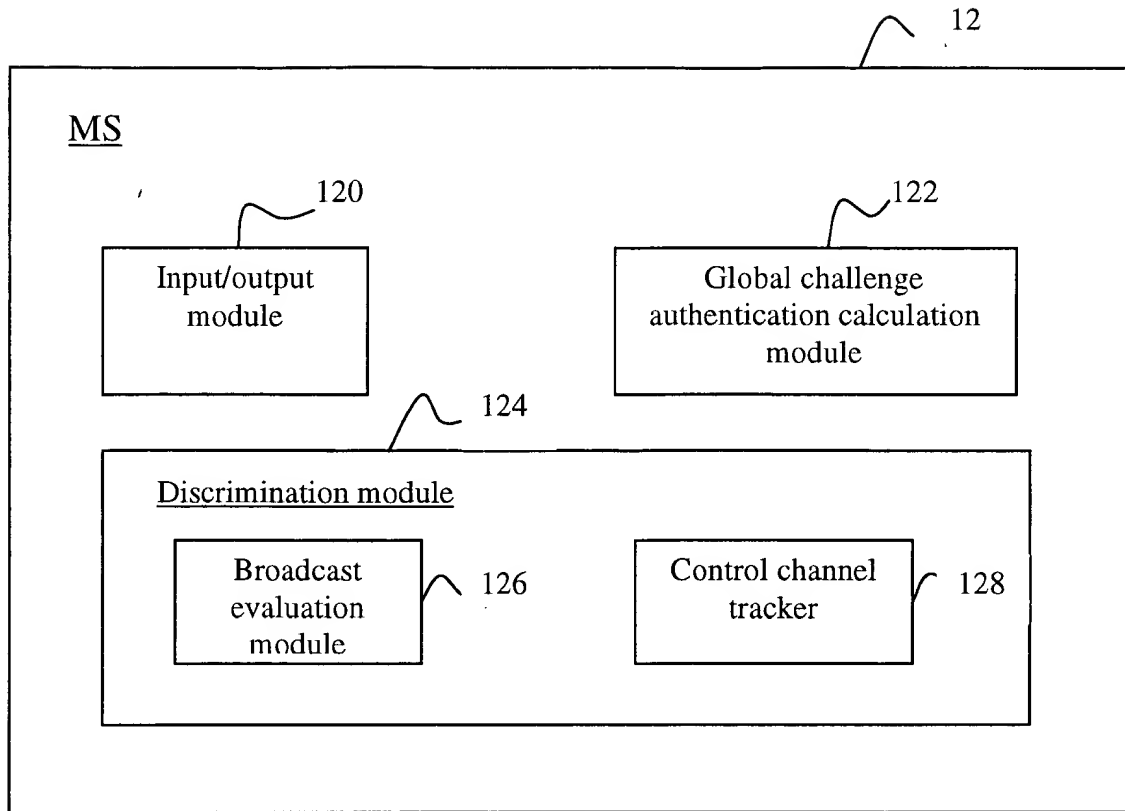 12
MS
120
122
Input/output
module
Global challenge
authentication calculation
module
124
Discrimination module
Broadcast
evaluation
module
126
Control channel
tracker
128